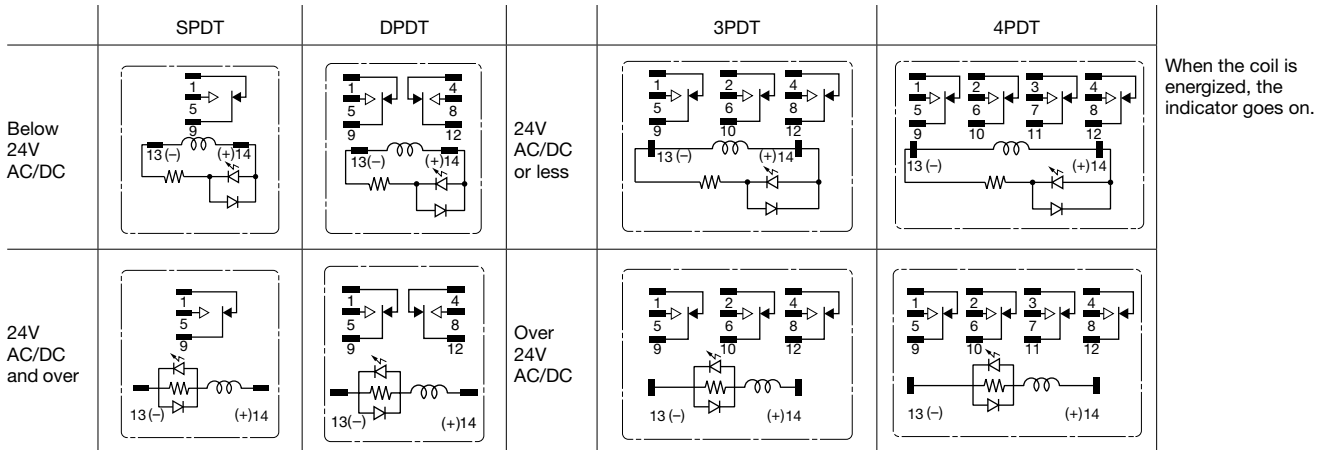 SPDT DPDT 3PDT 4PDT
Below
24V
AC/DC
1
5
9
13 (–) (+)14
1 4
5 8
9 12
13(–) (+)14
24V
AC/DC
or less
1 2 4
5 6 8
9 10 12
13 (–) (+)14
1 2 3 4
5 6 7 8
9 10 11 12
13 (–) (+)14
When the coil is
energized, the
indicator goes on.
24V
AC/DC
and over
1
5
9
13 (–) (+)14
1 4
5 8
9 12
13(–) (+)14
Over
24V
AC/DC
1 2 4
5 6 8
9 10 12
13 (–) (+)14
1 2 3 4
5 6 7 8
9 10 11 12
13 (–) (+)14